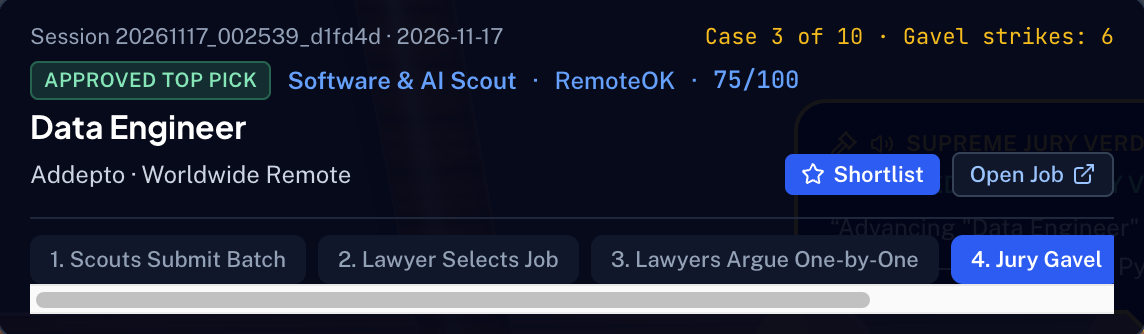 Session 20261117_002539_d1fd4d · 2026-11-17
Case 3 of 10 · Gavel strikes: 6
APPROVED TOP PICK Software & AI Scout · RemoteOK · 75/100
Data Engineer
SUPREME JURY VERD
Addepto · Worldwide Remote
Shortlist
Open Job
"Advancing "Data Engineer"
1. Scouts Submit Batch
2. Lawyer Selects Job
3. Lawyers Argue One-by-One
4. Jury Gavel